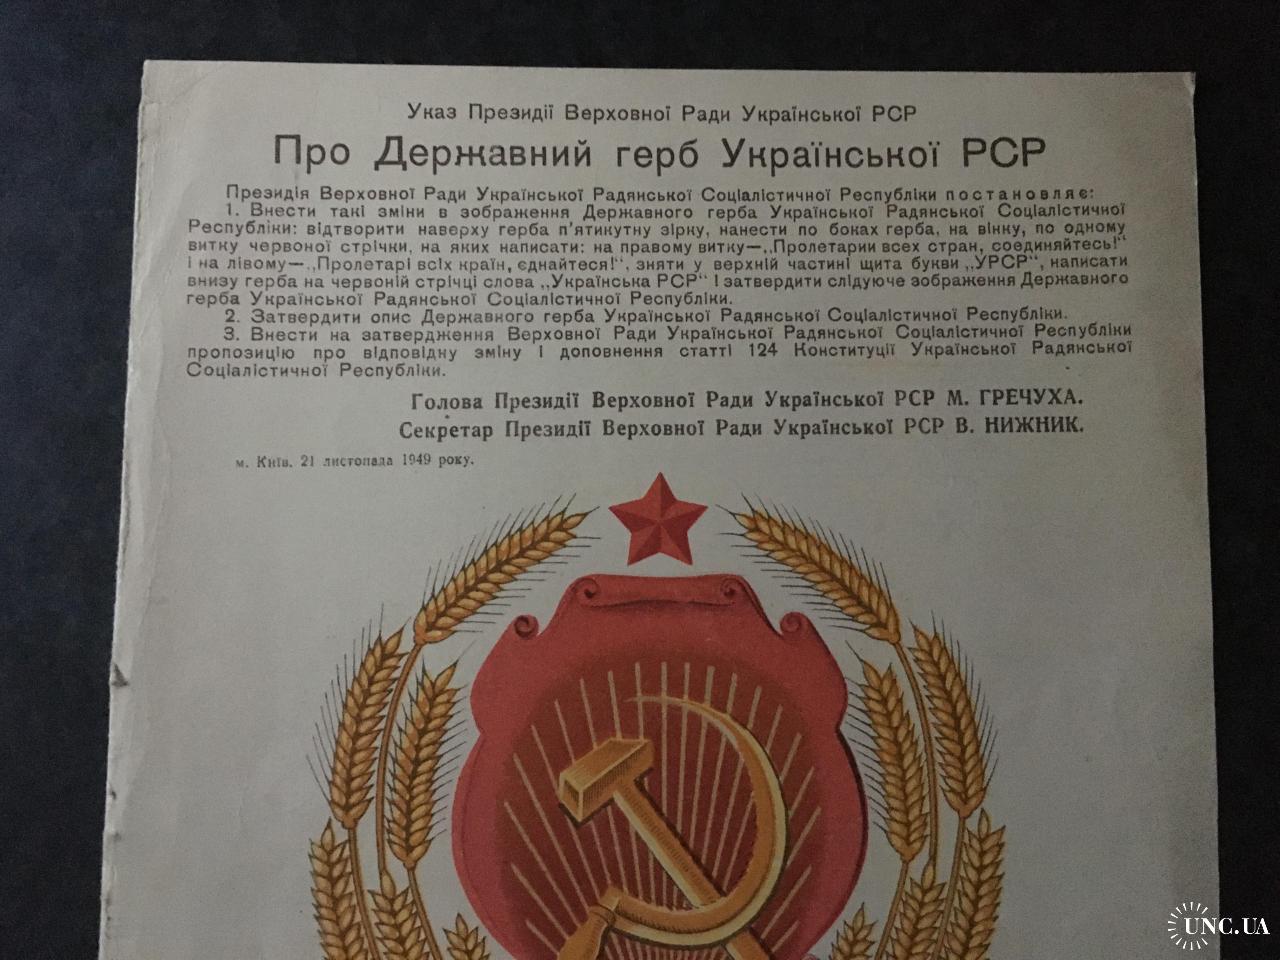 Указ Президії Верховної Ради Української РСР
Про Державний герб Української РСР
Президія Верховної Ради Української Радянської Соціалістичної Республіки постановляє:
1. Внести такі зміни в зображення Державного герба Української Радянської Соціалістичної
Республіки: відтворити наверху герба п'ятикутну зірку, нанести по боках герба, на вінку, по одному
витку червоної стрічки, на яких написати: на правому витку—„Пролетарии всех стран, соединяйтесь!“
і на лівому—„Пролетарі всіх країн, єднайтеся!“, зняти у верхній частині щита букви „УРСР“, написати
внизу герба на червоній стрічці слова „Українська РСР“ і затвердити слідуюче зображення Державного
герба Української Радянської Соціалістичної Республіки.
2. Затвердити опис Державного герба Української Радянської Соціалістичної Республіки.
3. Внести на затвердження Верховної Ради Української Радянської Соціалістичної Республіки
пропозицію про відповідну зміну і доповнення статті 124 Конституції Української Радянської
Соціалістичної Республіки.
Голова Президії Верховної Ради Української РСР М. ГРЕЧУХА.
Секретар Президії Верховної Ради Української РСР В. НИЖНИК.
м. Київ. 21 листопада 1949 року.
UNC.UA